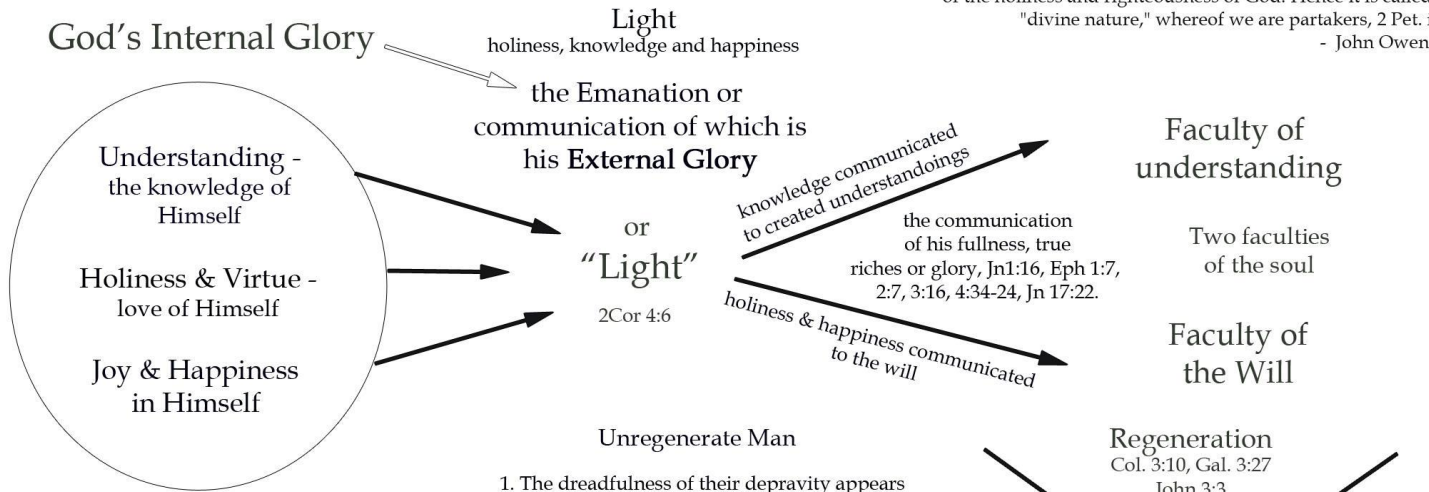 of the holiness and righteousness of God. Hence it is called
"divine nature," whereof we are partakers, 2 Pet. i
- John Owen
God's Internal Glory
Light
holiness, knowledge and happiness
the Emanation or
communication of which is
his External Glory
Understanding -
the knowledge of
Himself
Holiness & Virtue -
love of Himself
Joy & Happiness
in Himself
or
“Light”
2Cor 4:6
knowledge communicated
to created understandoings
the communication
of his fullness, true
riches or glory, Jn1:16, Eph 1:7,
2:7, 3:16, 4:34-24, Jn 17:22.
holiness & happiness communicated
to the will
Faculty of
understanding
Two faculties
of the soul
Faculty of
the Will
Unregenerate Man
1. The dreadfulness of their depravity appears
Regeneration
Col. 3:10, Gal. 3:27
John 3:3